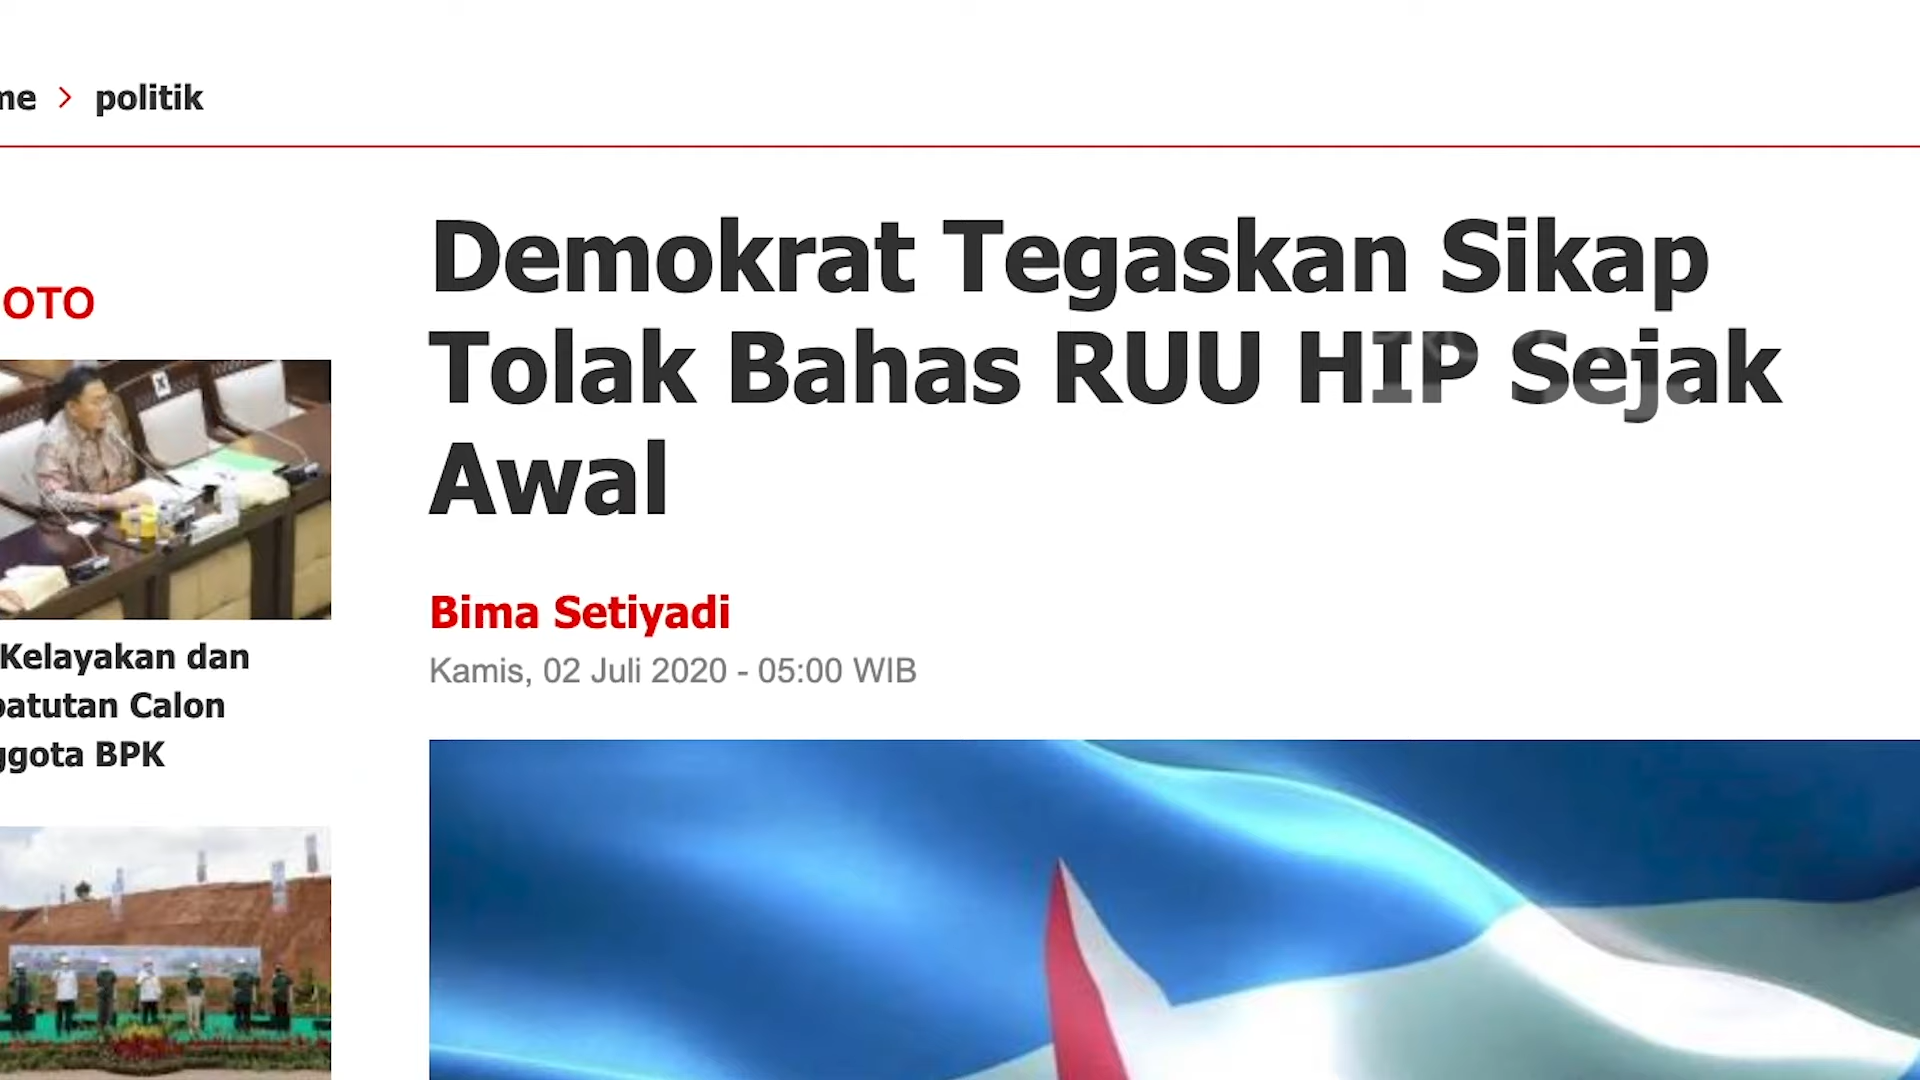 me > politik
Demokrat Tegaskan Sikap
Tolak Bahas RUU HIP Sejak
Awal
Bima Setiyadi
Kamis, 02 Juli 2020 - 05:00 WIB
OTO
Kelayakan dan
patutan Calon
ggota BPK